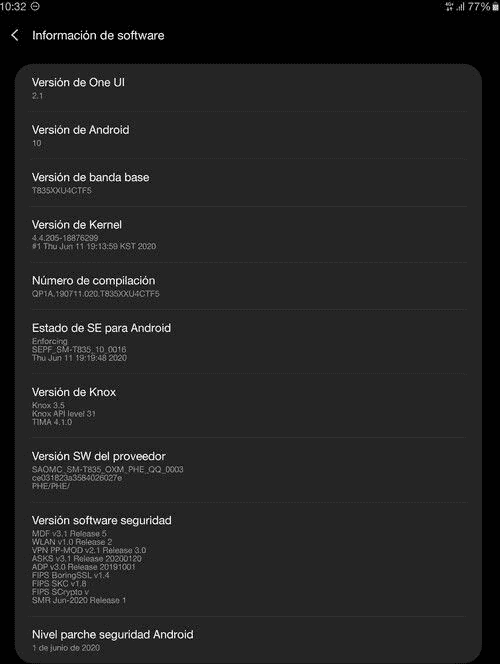 10:32
4G+ 77%
Información de software
Versión de One UI
2.1
Versión de Android
10
Versión de banda base
T835XXU4CTF5
Versión de Kernel
4.4.205-18876299
#1 Thu Jun 11 19:13:59 KST 2020
Número de compilación
QP1A.190711.020.T835XXU4CTF5
Estado de SE para Android
Enforcing
SEPF_SM-T835_10_0016
Thu Jun 11 19:19:48 2020
Versión de Knox
Knox 3.5
Knox API level 31
TIMA 4.1.0
Versión SW del proveedor
SAOMC_SM-T835_OXM_PHE_QQ_0003
ce031823a3584026027e
PHE/PHE/
Versión software seguridad
MDF v3.1 Release 5
WLAN v1.0 Release 2
VPN PP-MOD v2.1 Release 3.0
ASKS v3.1 Release 20200120
ADP v3.0 Release 20191001
FIPS BoringSSL v1.4
FIPS SKC v1.8
FIPS SCrypto v
SMR Jun-2020 Release 1
Nivel parche seguridad Android
1 de junio de 2020